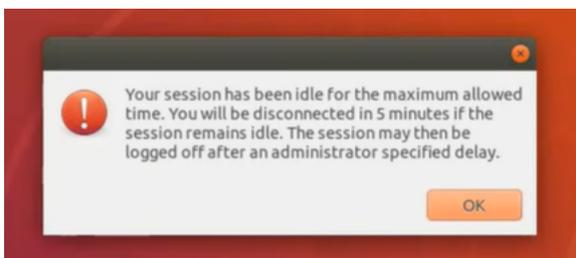 Your session has been idle for the maximum allowed
time. You will be disconnected in 5 minutes if the
session remains idle. The session may then be
logged off after an administrator specified delay.
OK